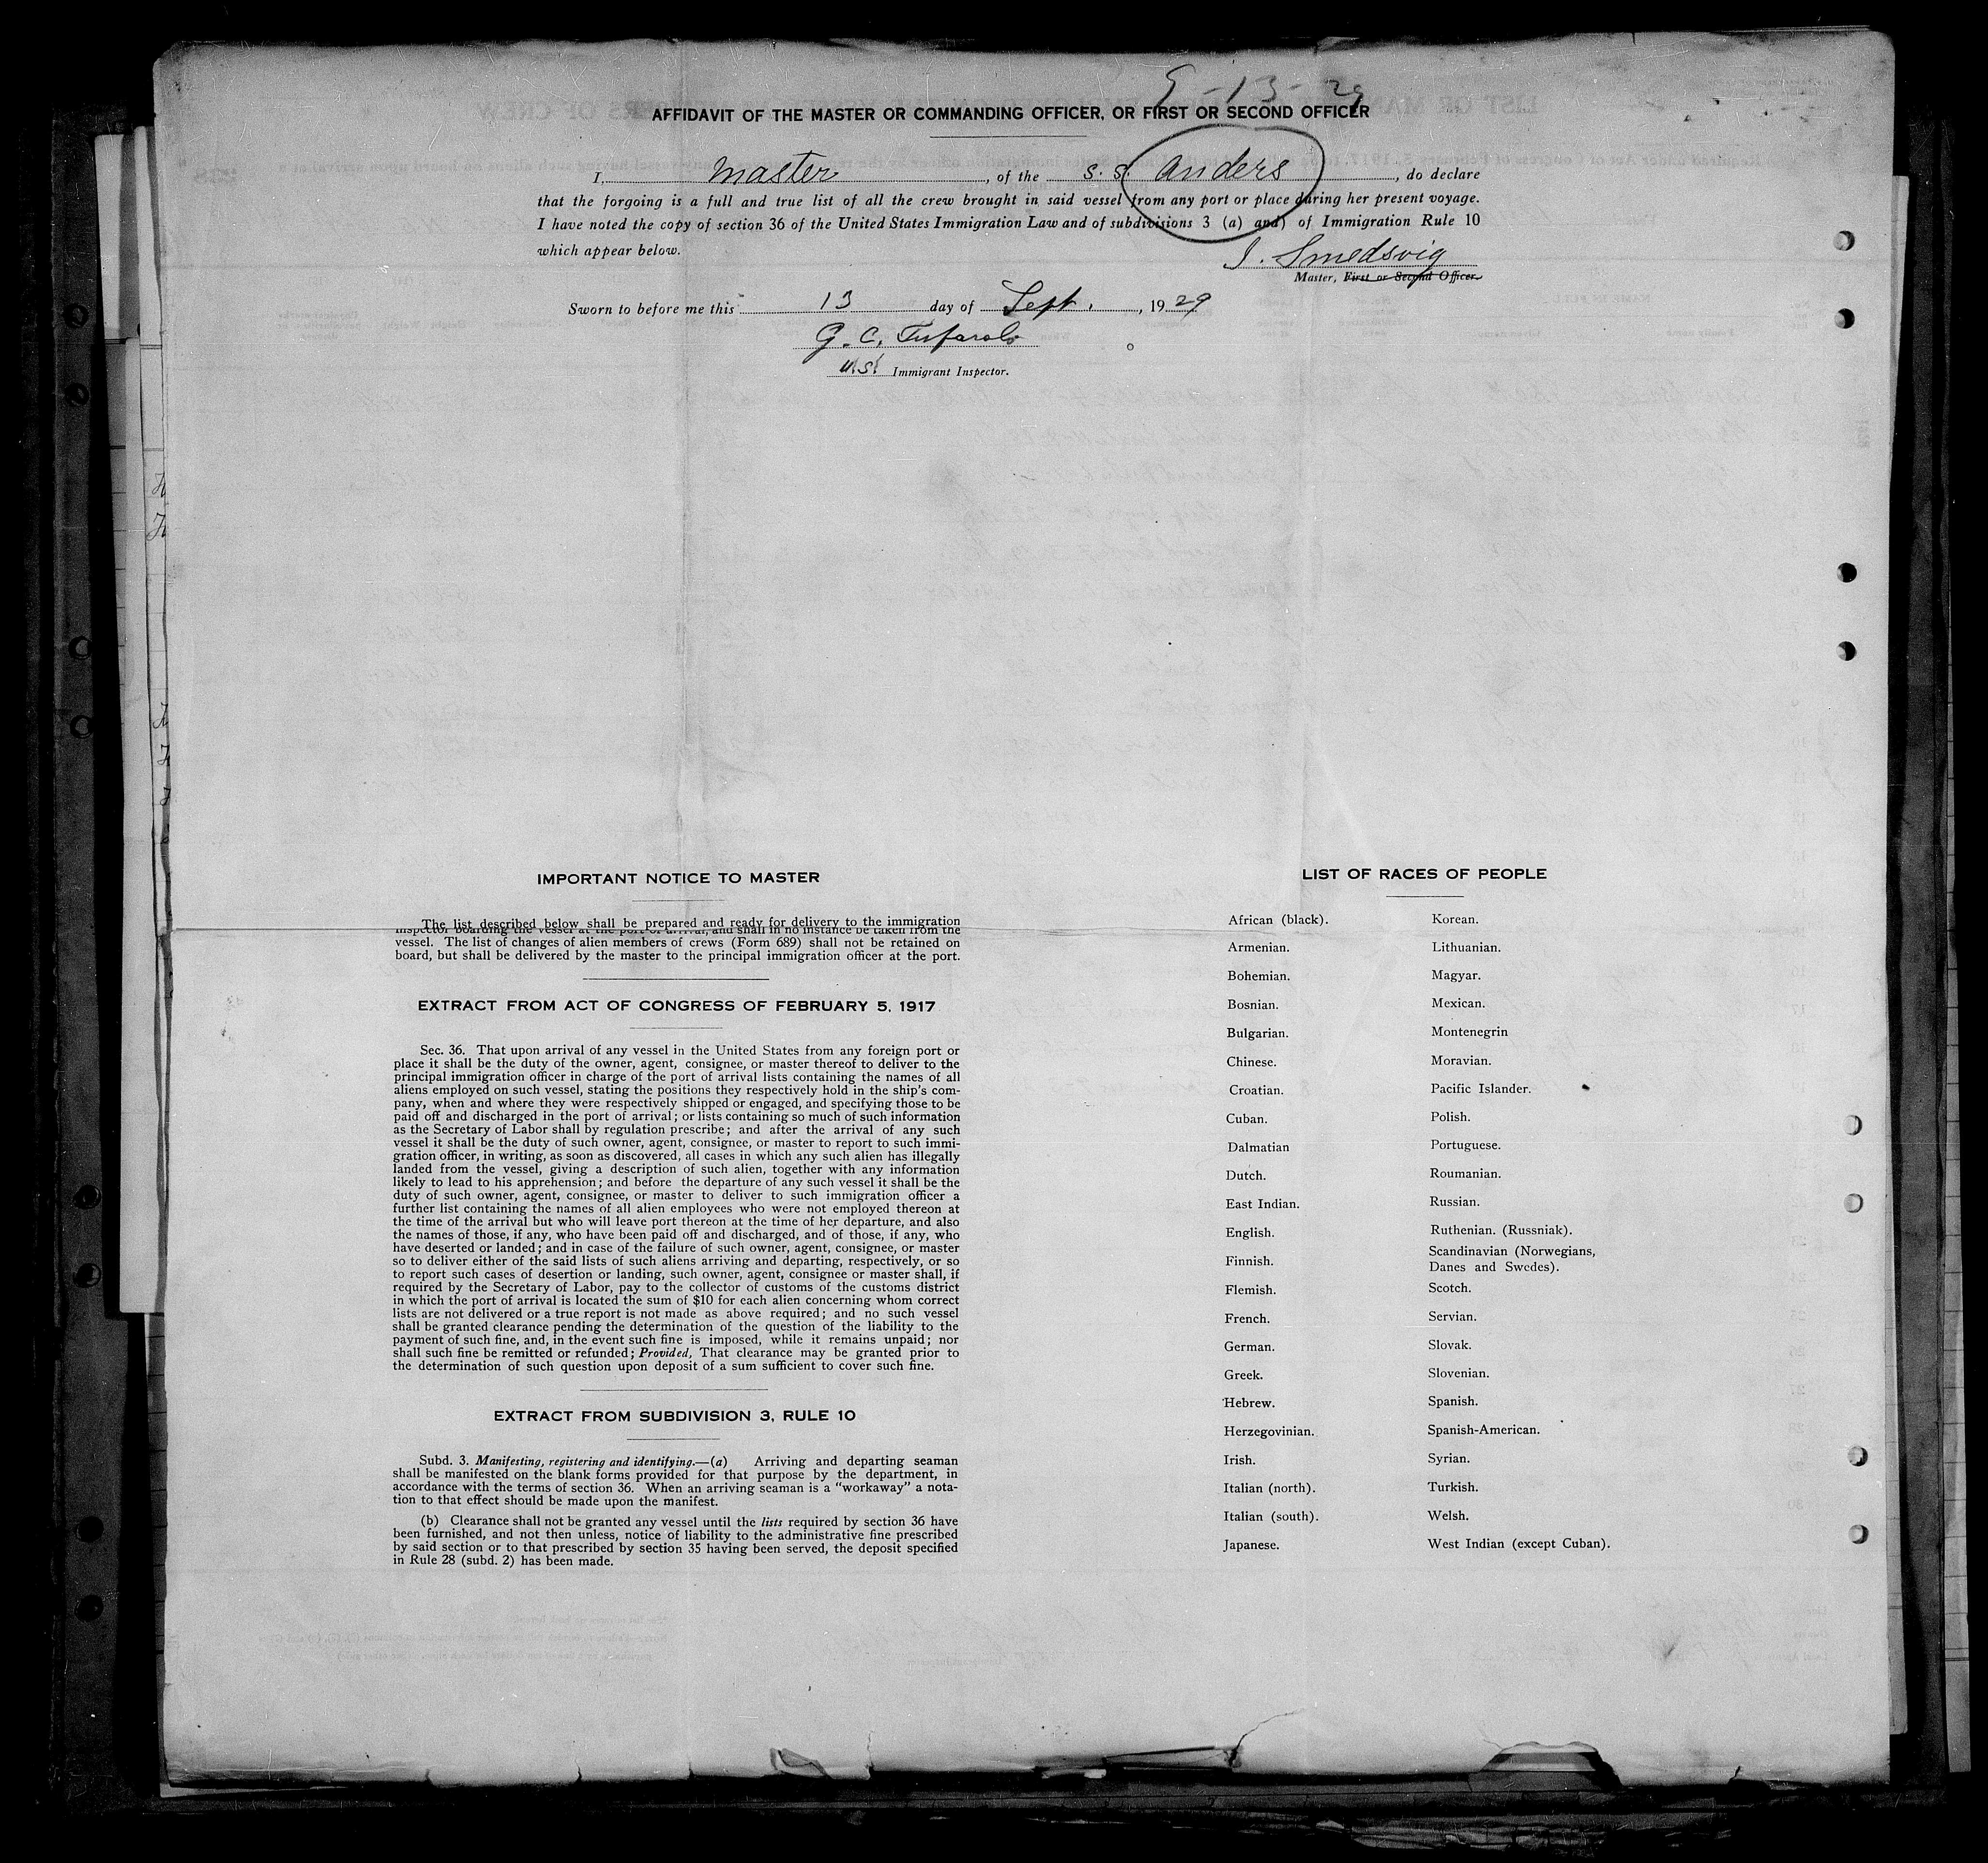 9-13-29
AFFIDAVIT OF THE MASTER OR COMMANDING OFFICER, OR FIRST OR SECOND OFFICER
I, Master, of the S. S. Anders, do declare
that the forgoing is a full and true list of all the crew brought in said vessel from any port or place during her present voyage.
I have noted the copy of section 36 of the United States Immigration Law and of subdivisions 3 (a) and) of Immigration Rule 10
which appear below.
J. Smedsvig
Master, First or Second Officer.
Sworn to before me this 13 day of Sept., 1929
G. C.
U.S. Immigrant Inspector.
IMPORTANT NOTICE TO MASTER
The list described below shall be prepared and ready for delivery to the immigration
inspector boarding the vessel at the port of arrival, and shall in no instance be taken from the
vessel. The list of changes of alien members of crews (Form 689) shall not be retained on
board, but shall be delivered by the master to the principal immigration officer at the port.
EXTRACT FROM ACT OF CONGRESS OF FEBRUARY 5, 1917
Sec. 36. That upon arrival of any vessel in the United States from any foreign port or
place it shall be the duty of the owner, agent, consignee, or master thereof to deliver to the
principal immigration officer in charge of the port of arrival lists containing the names of all
aliens employed on such vessel, stating the positions they respectively hold in the ship's com-
pany, when and where they were respectively shipped or engaged, and specifying those to be
paid off and discharged in the port of arrival; or lists containing so much of such information
as the Secretary of Labor shall by regulation prescribe; and after the arrival of any such
vessel it shall be the duty of such owner, agent, consignee, or master to report to such immi-
gration officer, in writing, as soon as discovered, all cases in which any such alien has illegally
landed from the vessel, giving a description of such alien, together with any information
likely to lead to his apprehension; and before the departure of any such vessel it shall be the
duty of such owner, agent, consignee, or master to deliver to such immigration officer a
further list containing the names of all alien employees who were not employed thereon at
the time of the arrival but who will leave port thereon at the time of her departure, and also
the names of those, if any, who have been paid off and discharged, and of those, if any, who
have deserted or landed; and in case of the failure of such owner, agent, consignee, or master
so to deliver either of the said lists of such aliens arriving and departing, respectively, or so
to report such cases of desertion or landing, such owner, agent, consignee or master shall, if
required by the Secretary of Labor, pay to the collector of customs of the customs district
in which the port of arrival is located the sum of $10 for each alien concerning whom correct
lists are not delivered or a true report is not made as above required; and no such vessel
shall be granted clearance pending the determination of the question of the liability to the
payment of such fine, and, in the event such fine is imposed, while it remains unpaid; nor
shall such fine be remitted or refunded; Provided, That clearance may be granted prior to
the determination of such question upon deposit of a sum sufficient to cover such fine.
EXTRACT FROM SUBDIVISION 3, RULE 10
Subd. 3. Manifesting, registering and identifying.—(a) Arriving and departing seaman
shall be manifested on the blank forms provided for that purpose by the department, in
accordance with the terms of section 36. When an arriving seaman is a "workaway" a nota-
tion to that effect should be made upon the manifest.
(b) Clearance shall not be granted any vessel until the lists required by section 36 have
been furnished, and not then unless, notice of liability to the administrative fine prescribed
by said section or to that prescribed by section 35 having been served, the deposit specified
in Rule 28 (subd. 2) has been made.
LIST OF RACES OF PEOPLE
African (black). Korean.
Armenian. Lithuanian.
Bohemian. Magyar.
Bosnian. Mexican.
Bulgarian. Montenegrin
Chinese. Moravian.
Croatian. Pacific Islander.
Cuban. Polish.
Dalmatian Portuguese.
Dutch. Roumanian.
East Indian. Russian.
English. Ruthenian. (Russniak).
Finnish. Scandinavian (Norwegians,
Danes and Swedes).
Flemish. Scotch.
French. Servian.
German. Slovak.
Greek. Slovenian.
Hebrew. Spanish.
Herzegovinian. Spanish-American.
Irish. Syrian.
Italian (north). Turkish.
Italian (south). Welsh.
Japanese. West Indian (except Cuban).